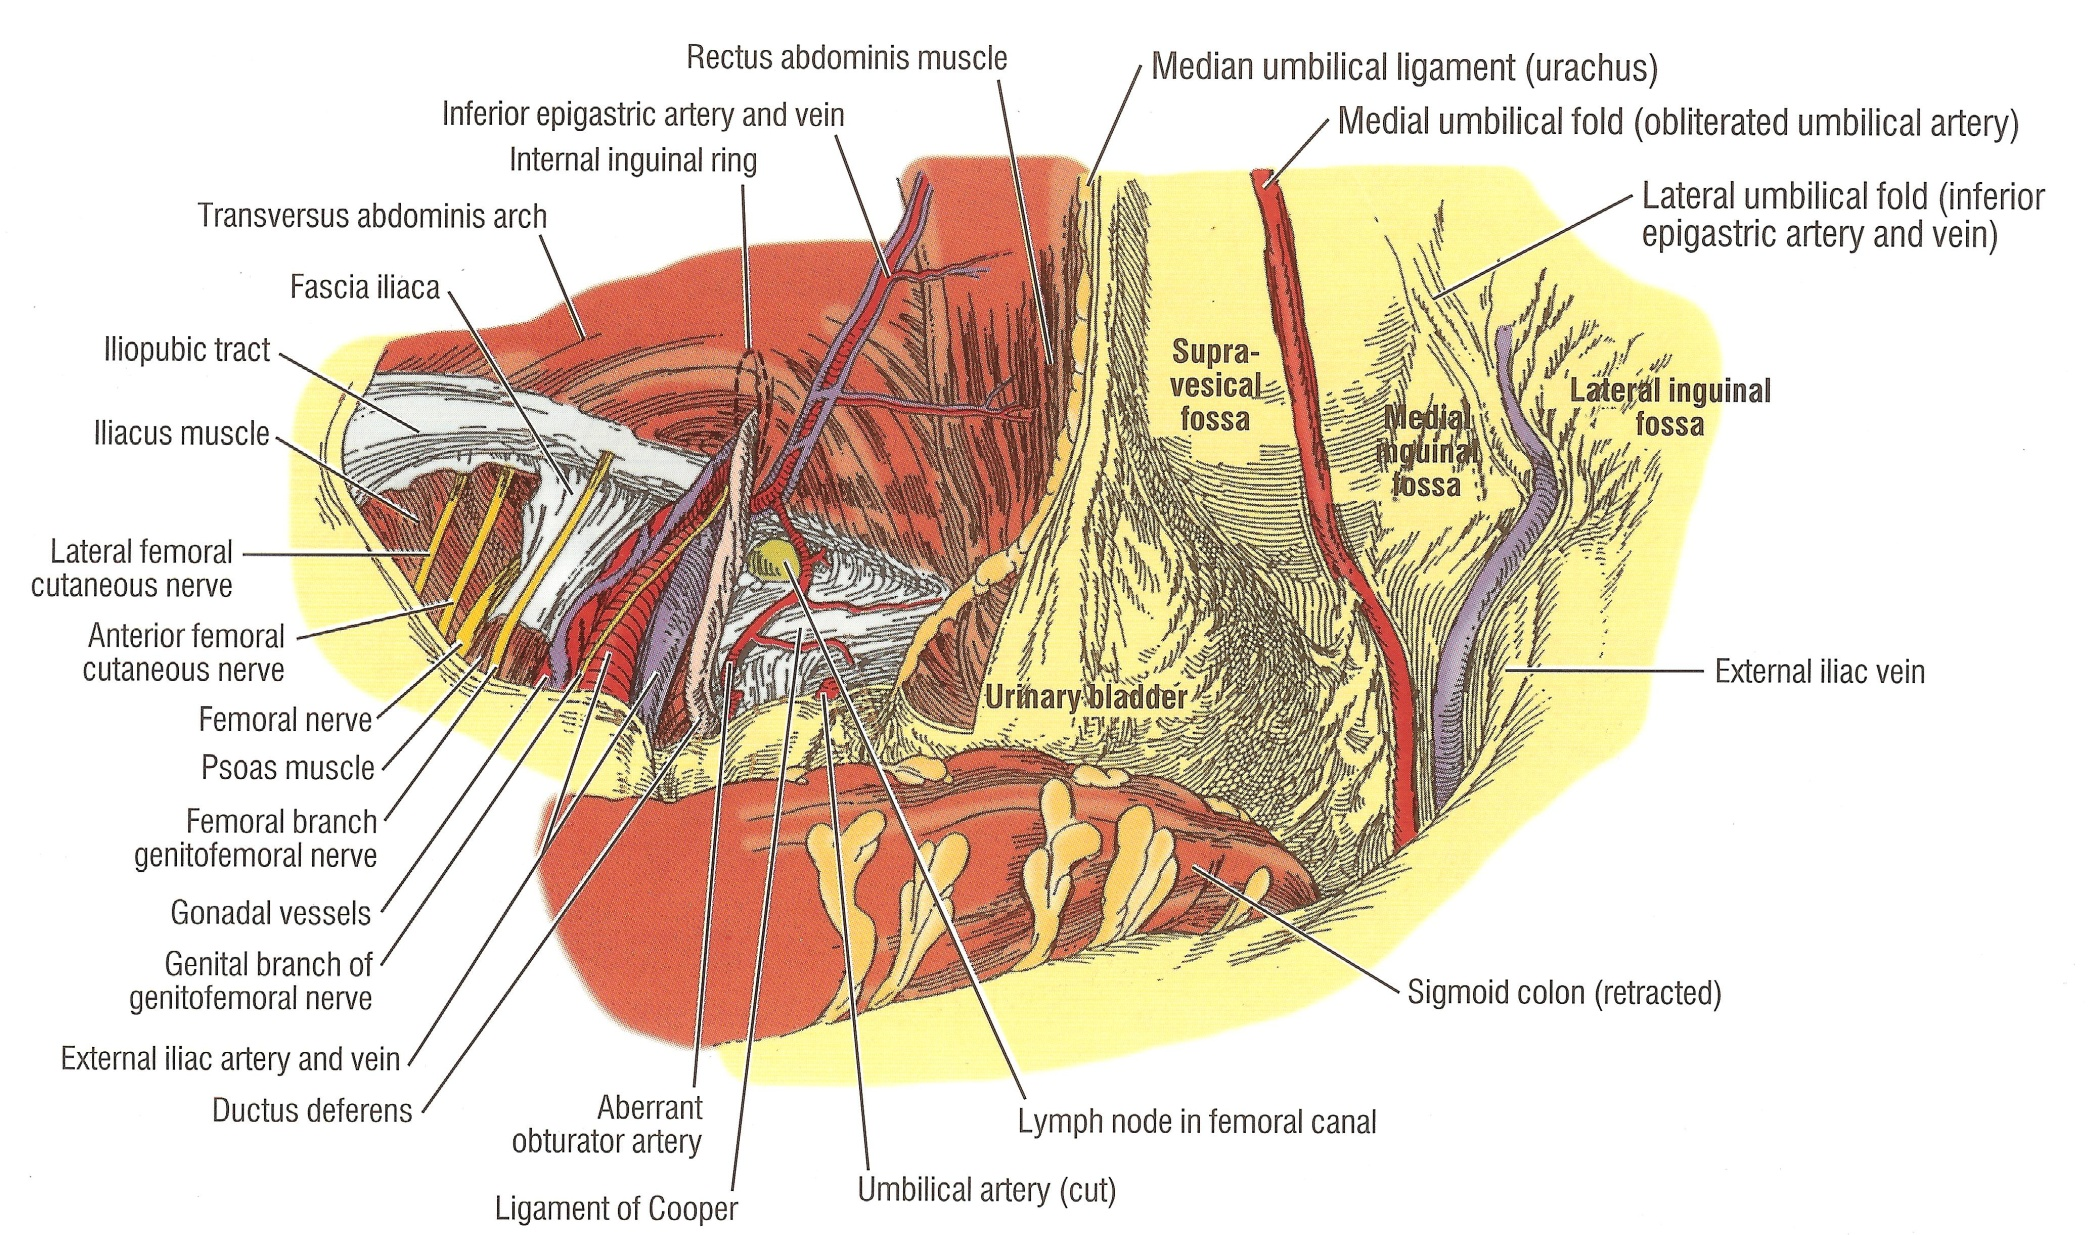 Rectus abdominis muscle
Median umbilical ligament (urachus)
Inferior epigastric artery and vein
Medial umbilical fold (obliterated umbilical artery)
Internal inguinal ring
Lateral umbilical fold (inferior
epigastric artery and vein)
Transversus abdominis arch
Fascia iliaca
Iliopubic tract
Iliacus muscle
Supra-
vesical
fossa
Medial
inguinal
fossa
Lateral inguinal
fossa
Lateral femoral
cutaneous nerve
Anterior femoral
cutaneous nerve
Femoral nerve
Psoas muscle
Femoral branch
genitofemoral nerve
Gonadal vessels
Genital branch of
genitofemoral nerve
External iliac artery and vein
Ductus deferens
Urinary bladder
External iliac vein
Sigmoid colon (retracted)
Aberrant
obturator artery
Lymph node in femoral canal
Umbilical artery (cut)
Ligament of Cooper